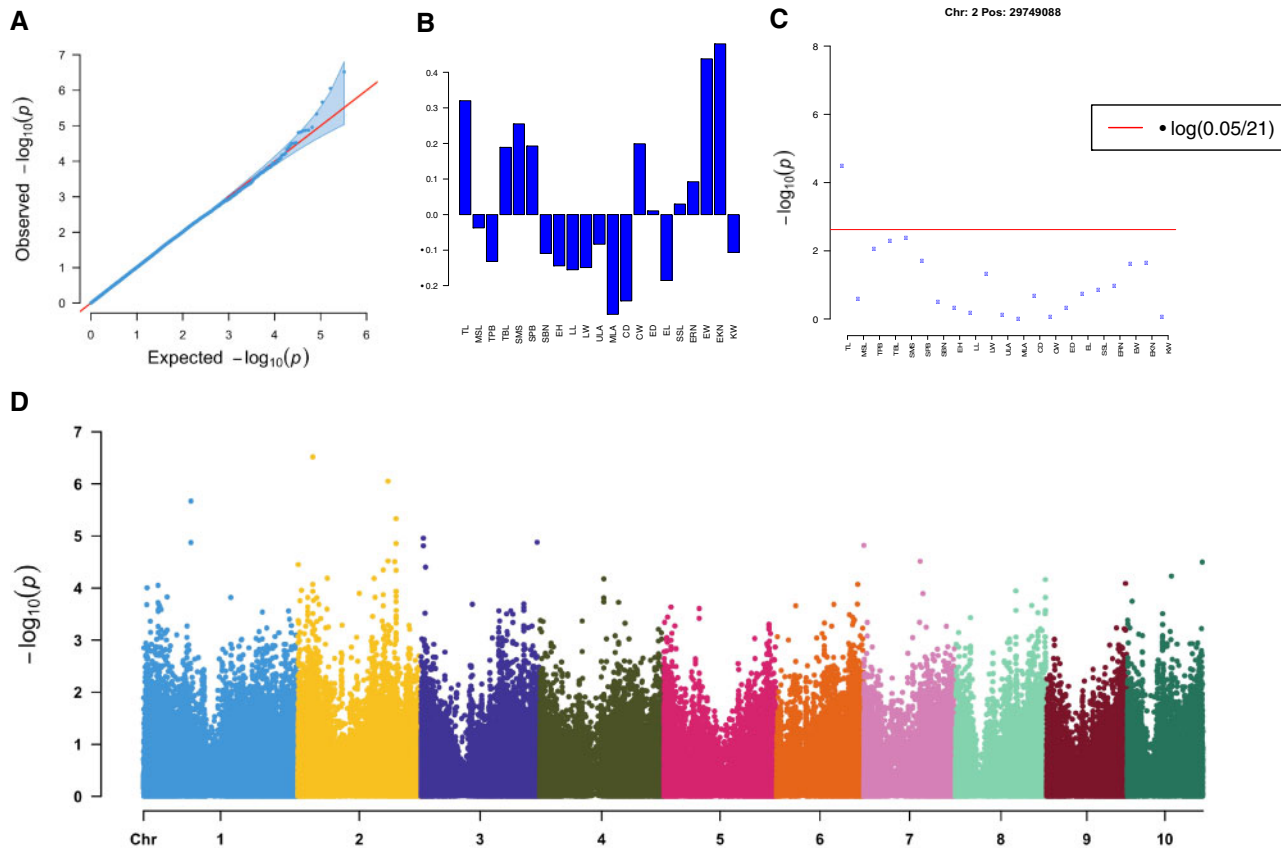 A
Observed −log10(p)
7
6
5
4
3
2
1
0
0 1 2 3 4 5 6
Expected −log10(p)
B
0.4
0.3
0.2
0.1
0.0
•0.1
•0.2
TL MSL TPB TBL SMS SPB SBN EH LL LW ULA MLA CD CW ED EL SSL ERN EW EKN KW
C
Chr: 2 Pos: 29749088
−log10(p)
8
6
4
2
0
• log(0.05/21)
TL MSL TPB TBL SMS SPB SBN EH LL LW ULA MLA CD CW ED EL SSL ERN EW EKN KW
D
−log10(p)
7
6
5
4
3
2
1
0
Chr 1 2 3 4 5 6 7 8 9 10